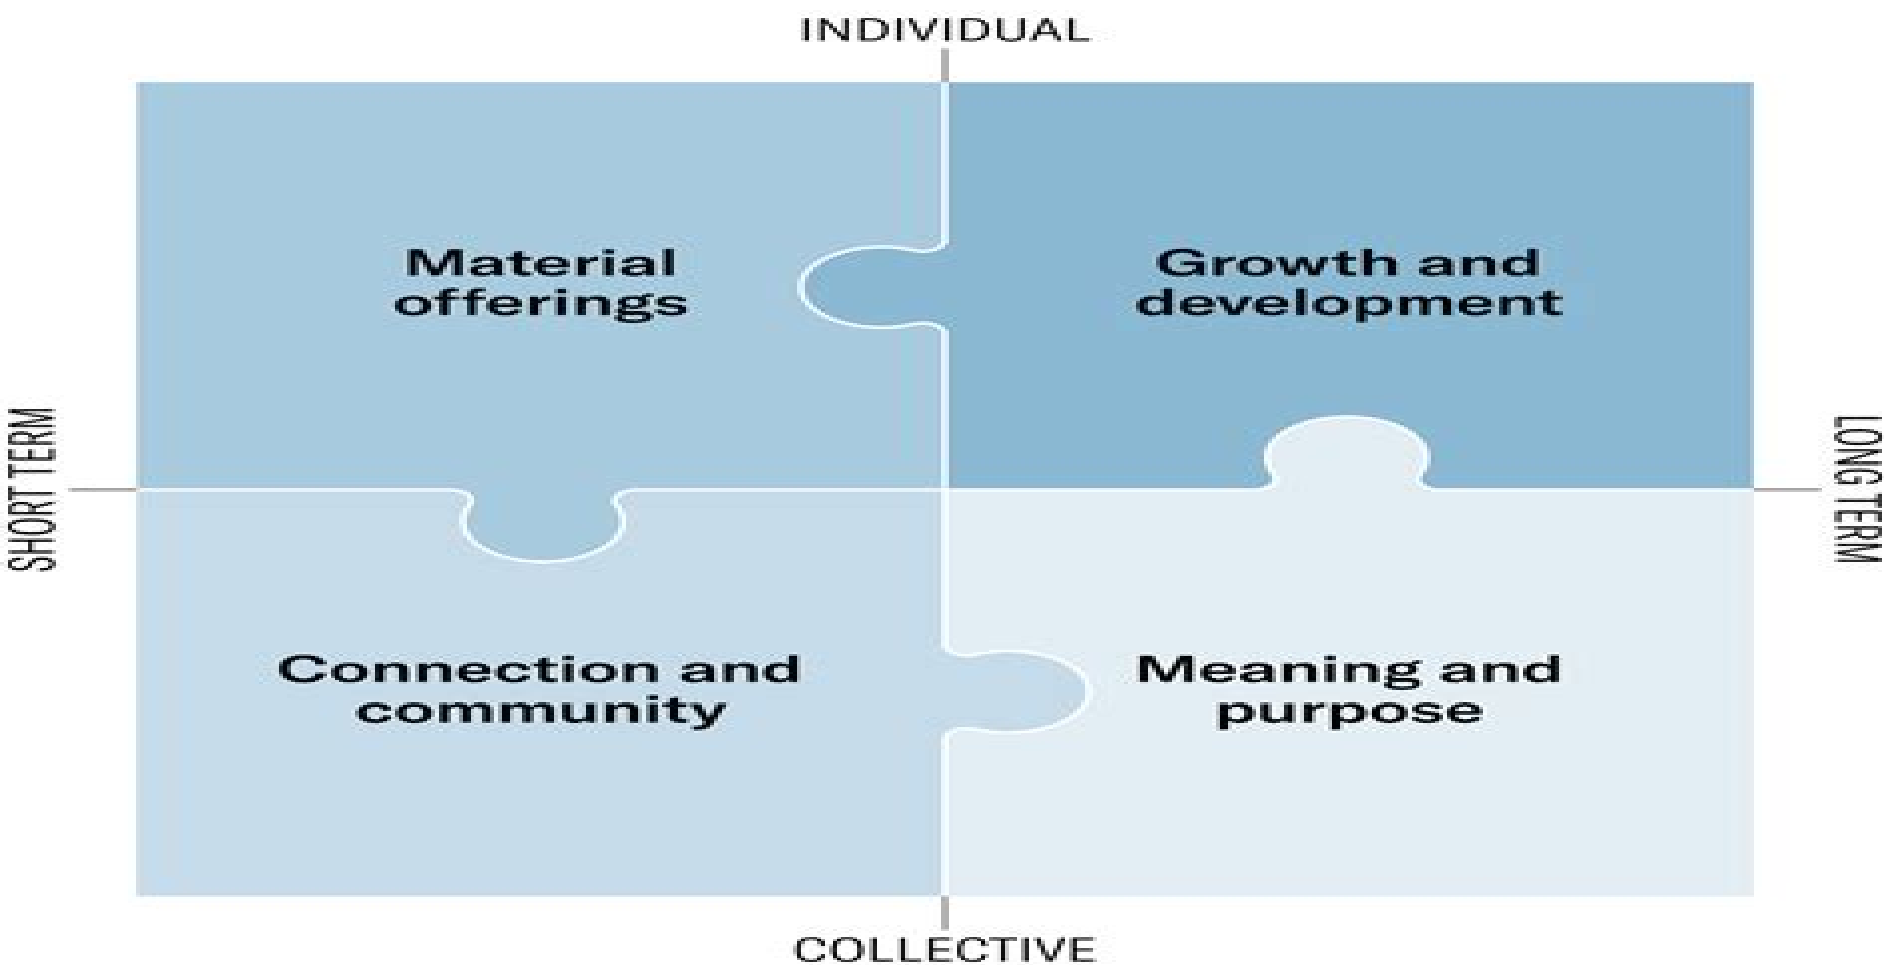 INDIVIDUAL
Material
offerings
Growth and
development
SHORT TERM
LONG TERM
Connection and
community
Meaning and
purpose
COLLECTIVE